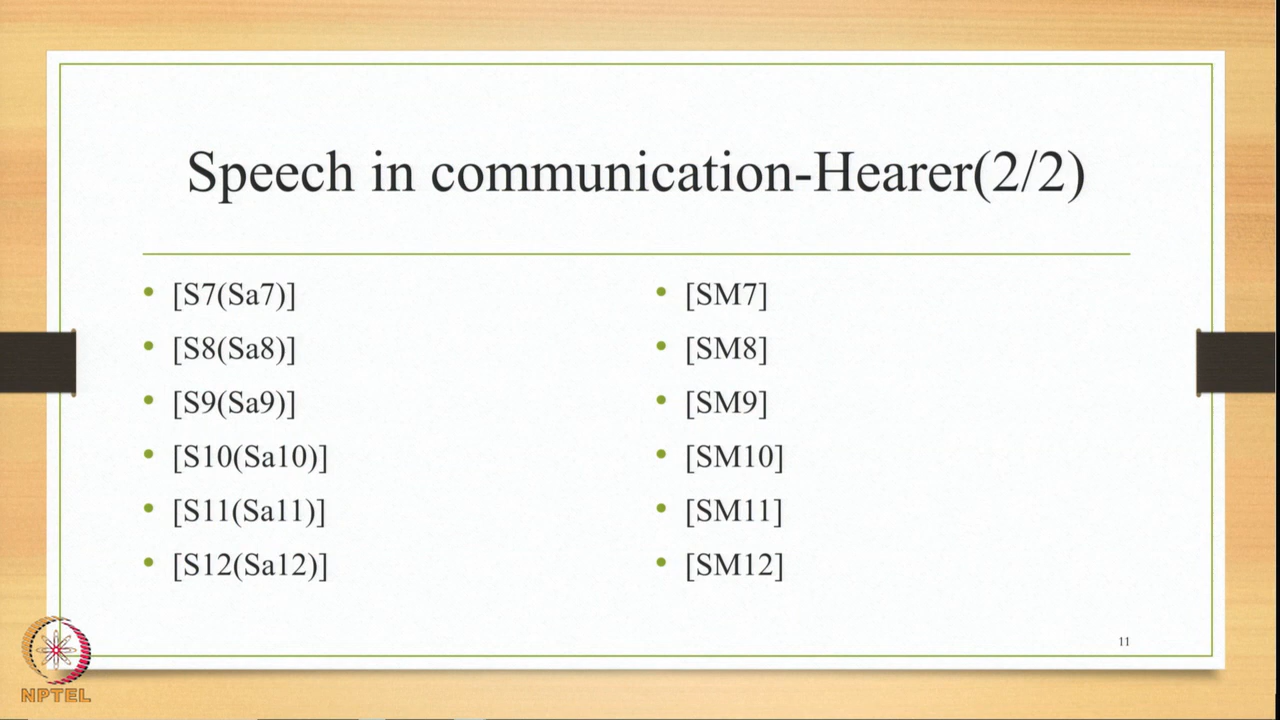 Speech in communication-Hearer(2/2)
• [S7(Sa7)]
• [S8(Sa8)]
• [S9(Sa9)]
• [S10(Sa10)]
• [S11(Sa11)]
• [S12(Sa12)]
• [SM7]
• [SM8]
• [SM9]
• [SM10]
• [SM11]
• [SM12]
11
NPTEL